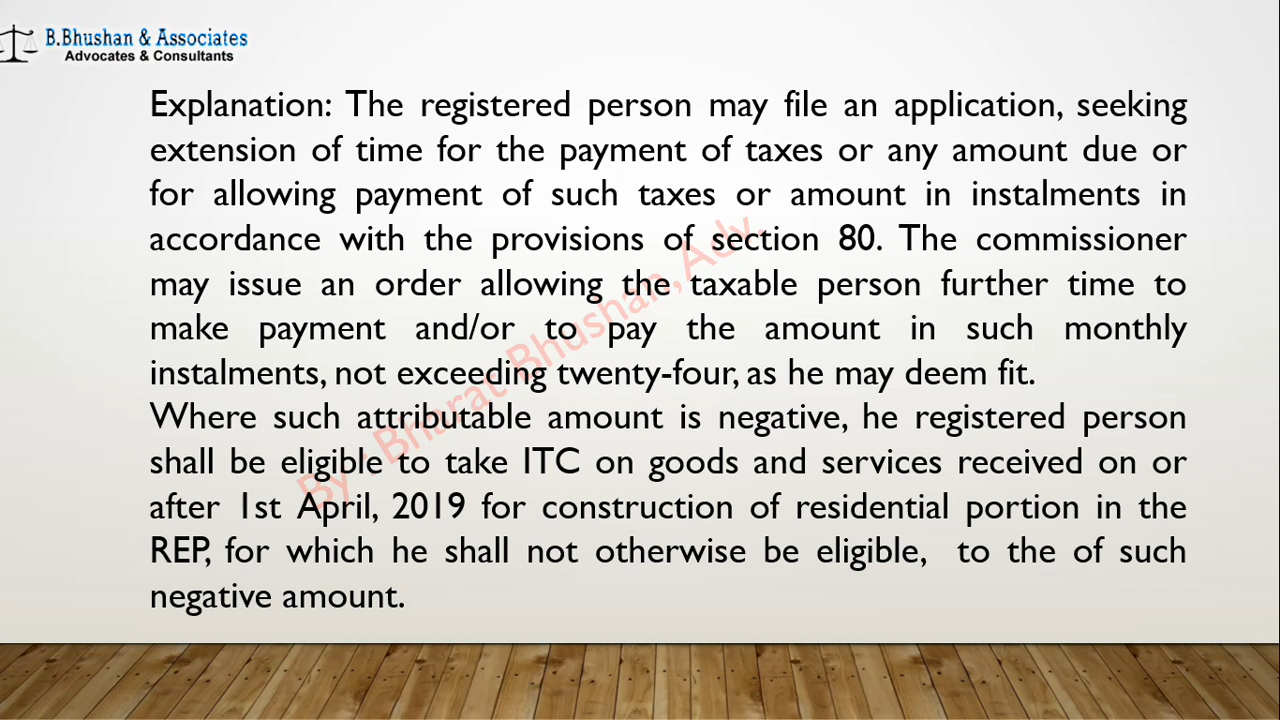 B.Bhushan & Associates
Advocates & Consultants
Explanation: The registered person may file an application, seeking
extension of time for the payment of taxes or any amount due or
for allowing payment of such taxes or amount in instalments in
accordance with the provisions of section 80. The commissioner
may issue an order allowing the taxable person further time to
make payment and/or to pay the amount in such monthly
instalments, not exceeding twenty-four, as he may deem fit.
Where such attributable amount is negative, he registered person
shall be eligible to take ITC on goods and services received on or
after 1st April, 2019 for construction of residential portion in the
REP, for which he shall not otherwise be eligible, to the of such
negative amount.
By : Bharat Bhushan, Adv.